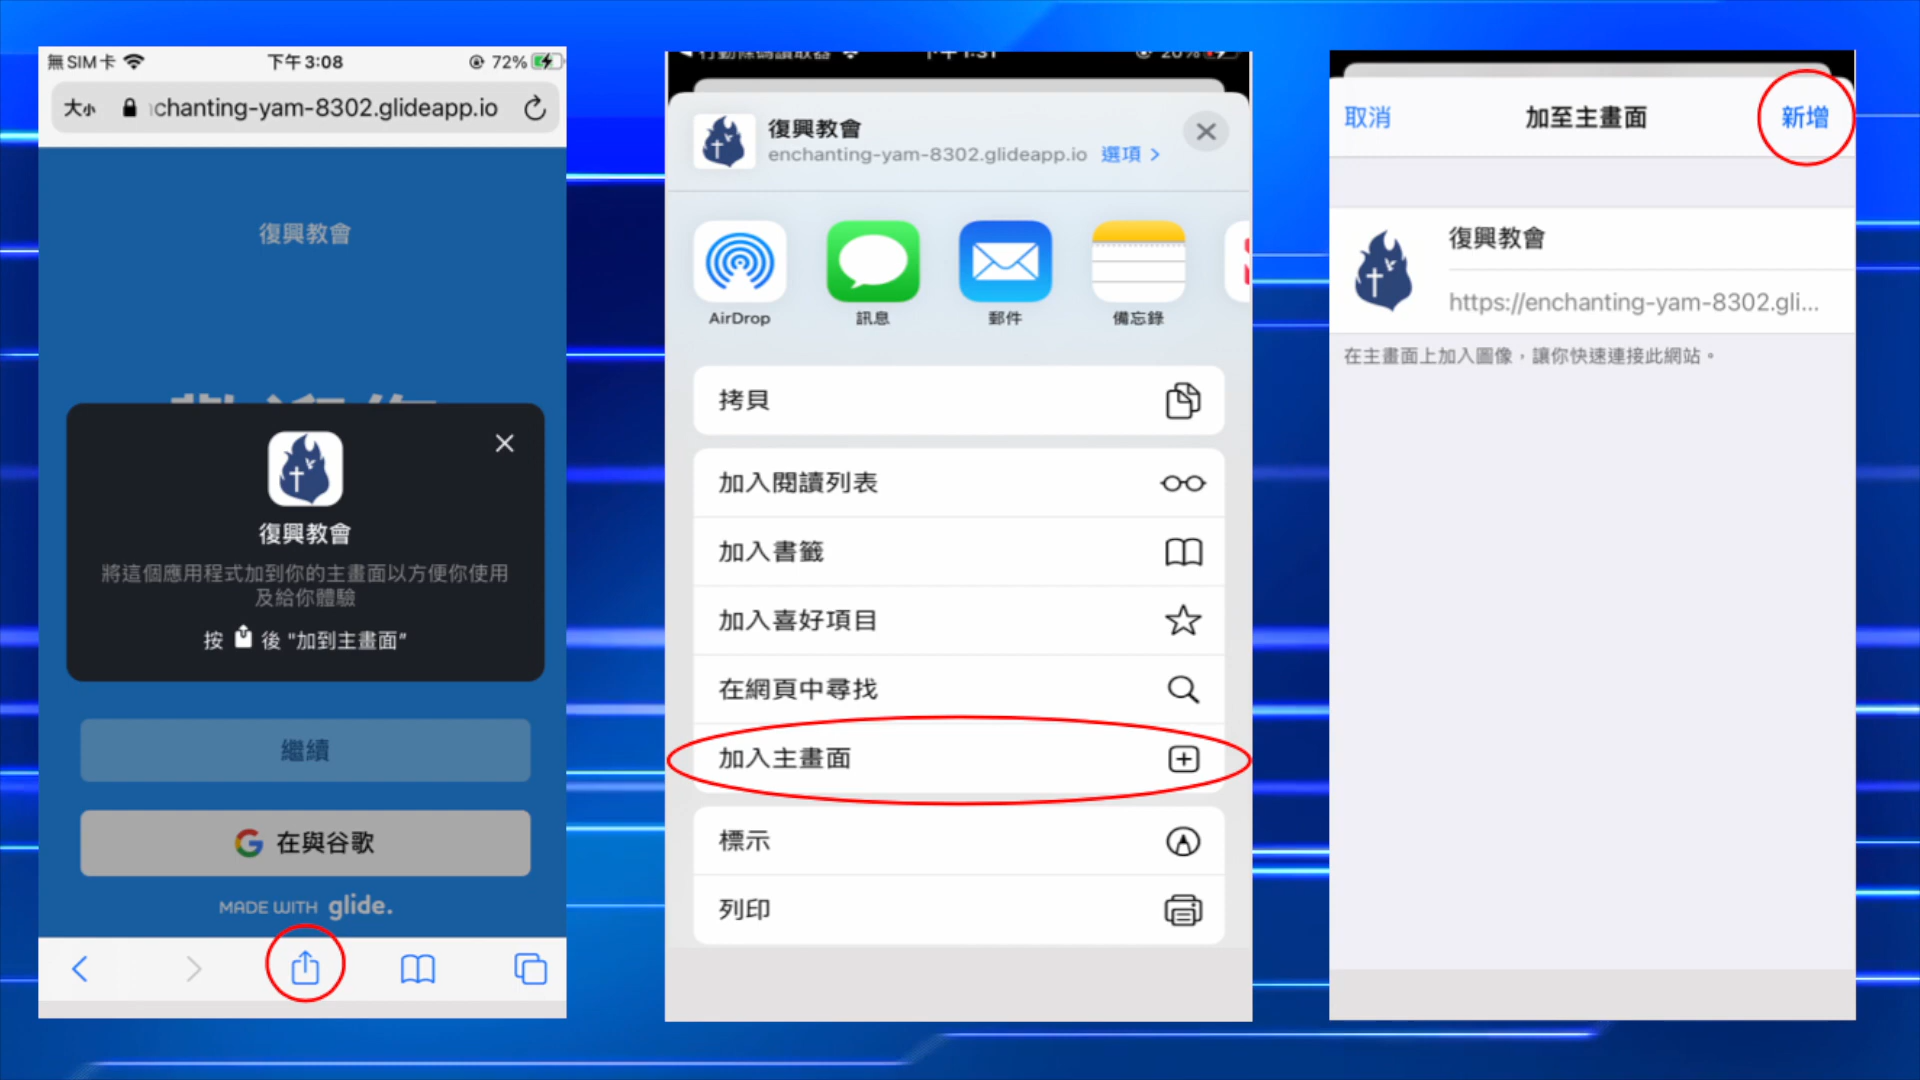 無SIM卡
下午3:08
72%
大小
chanting-yam-8302.glideapp.io
復興教會
復興教會
將這個應用程式加到你的主畫面以方便你使用
及給你體驗
按 後 "加到主畫面"
繼續
在與谷歌
MADE WITH glide.
復興教會
enchanting-yam-8302.glideapp.io 選項 >
AirDrop
訊息
郵件
備忘錄
拷貝
加入閱讀列表
加入書籤
加入喜好項目
在網頁中尋找
加入主畫面
標示
列印
取消
加至主畫面
新增
復興教會
https://enchanting-yam-8302.gli...
在主畫面上加入圖像，讓你快速連接此網站。